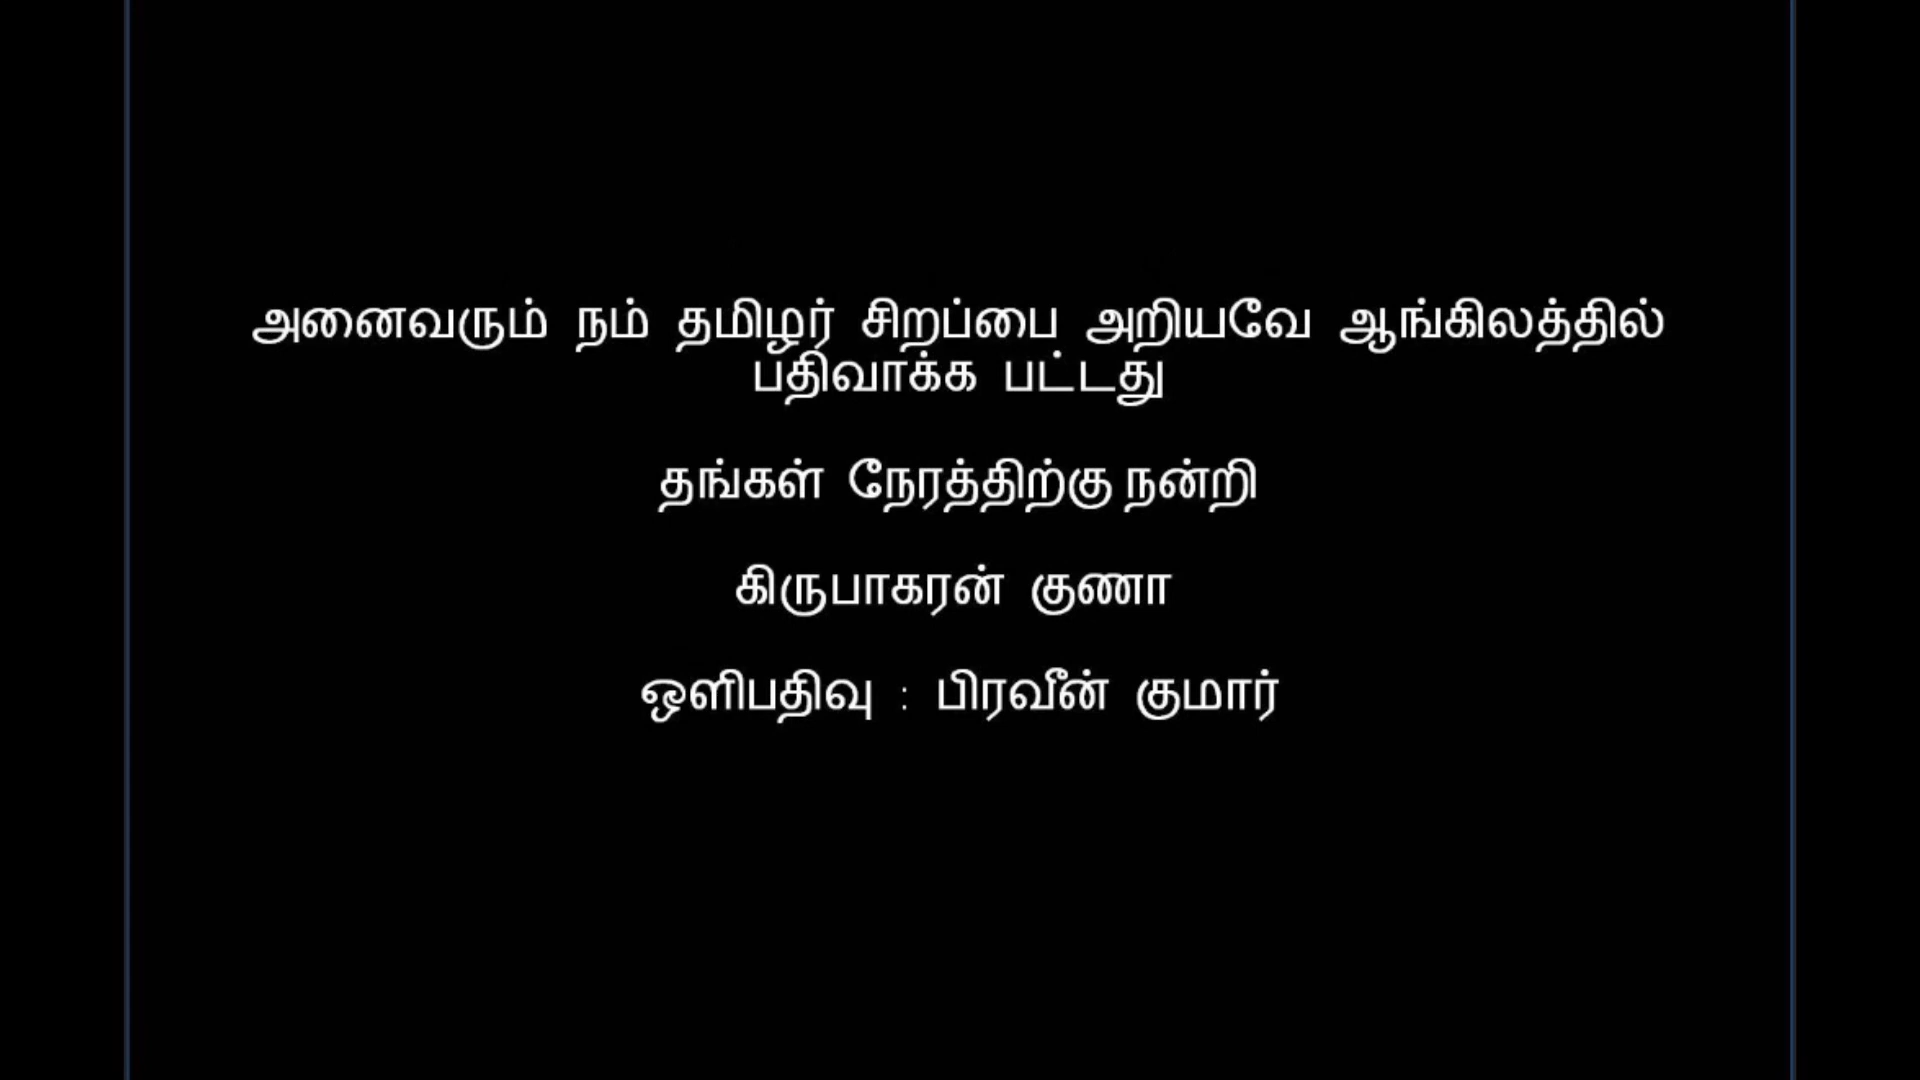 அனைவரும் நம் தமிழர் சிறப்பை அறியவே ஆங்கிலத்தில்
பதிவாக்க பட்டது
தங்கள் நேரத்திற்கு நன்றி
கிருபாகரன் குணா
ஒளிபதிவு : பிரவீன் குமார்